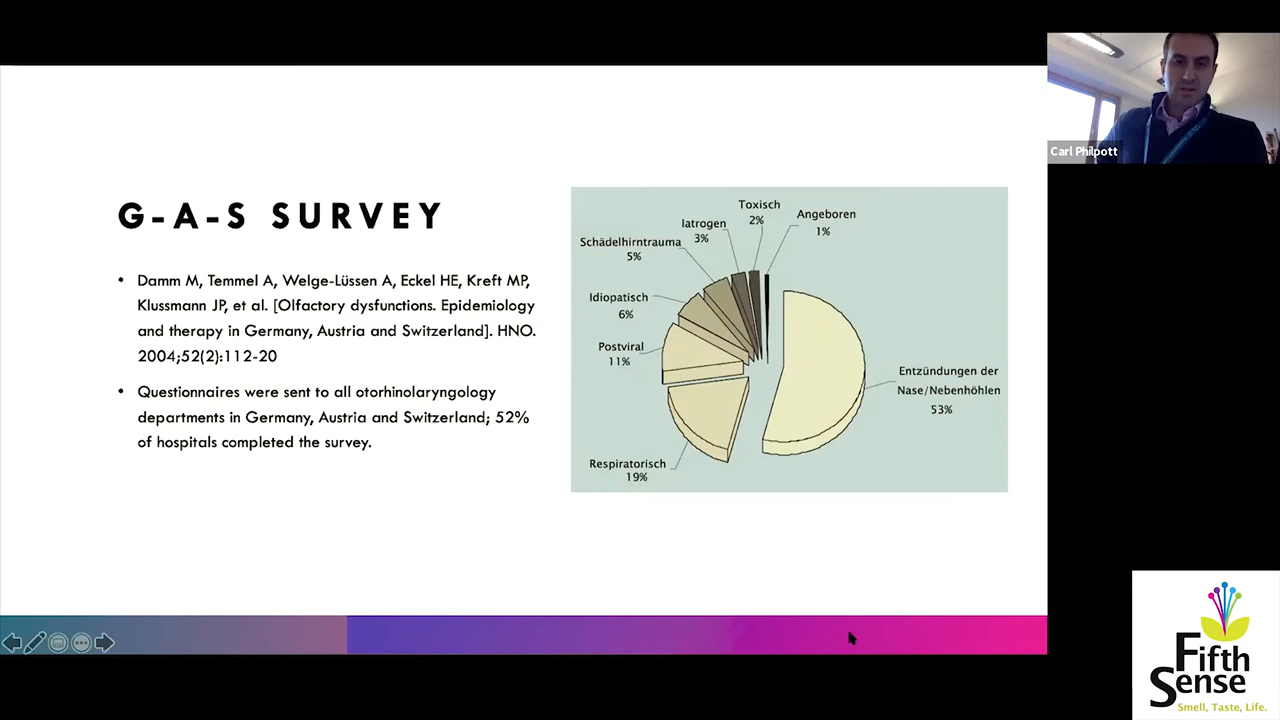 Carl Philpott
G-A-S SURVEY
• Damm M, Temmel A, Welge-Lüssen A, Eckel HE, Kreft MP,
Klussmann JP, et al. [Olfactory dysfunctions. Epidemiology
and therapy in Germany, Austria and Switzerland]. HNO.
2004;52(2):112-20
• Questionnaires were sent to all otorhinolaryngology
departments in Germany, Austria and Switzerland; 52%
of hospitals completed the survey.
Toxisch
2%
Angeboren
1%
Iatrogen
3%
Schädelhirntrauma
5%
Idiopatisch
6%
Postviral
11%
Respiratorisch
19%
Entzündungen der
Nase/Nebenhöhlen
53%
Fifth
Sense
Smell, Taste, Life.